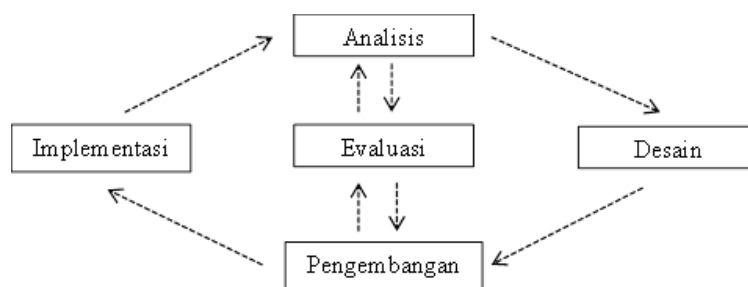 Analisis
Implementasi
Evaluasi
Desain
Pengembangan